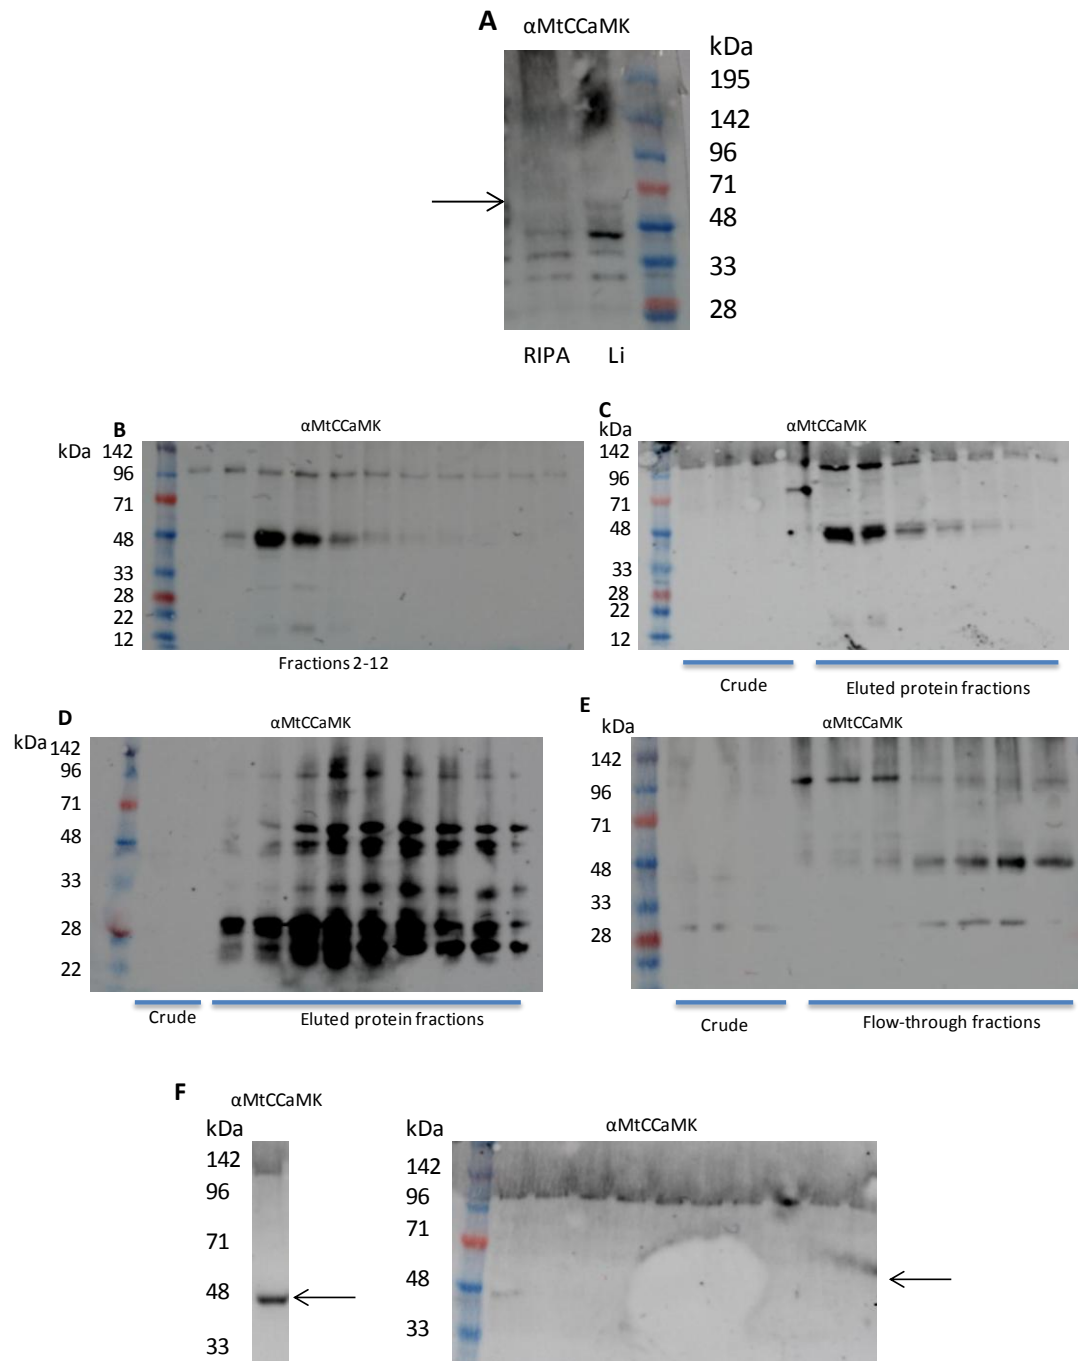 A
αMtCCaMK
kDa
195
142
96
71
48
33
28
RIPA Li
B
αMtCCaMK
kDa 142
96
71
48
33
28
22
12
Fractions 2-12
C
αMtCCaMK
kDa
142
96
71
48
33
28
22
12
Crude Eluted protein fractions
D
αMtCCaMK
kDa 142
96
71
48
33
28
22
Crude Eluted protein fractions
E
αMtCCaMK
kDa
142
96
71
48
33
28
Crude Flow-through fractions
F
αMtCCaMK
kDa
142
96
71
48
33
αMtCCaMK
kDa
142
96
71
48
33